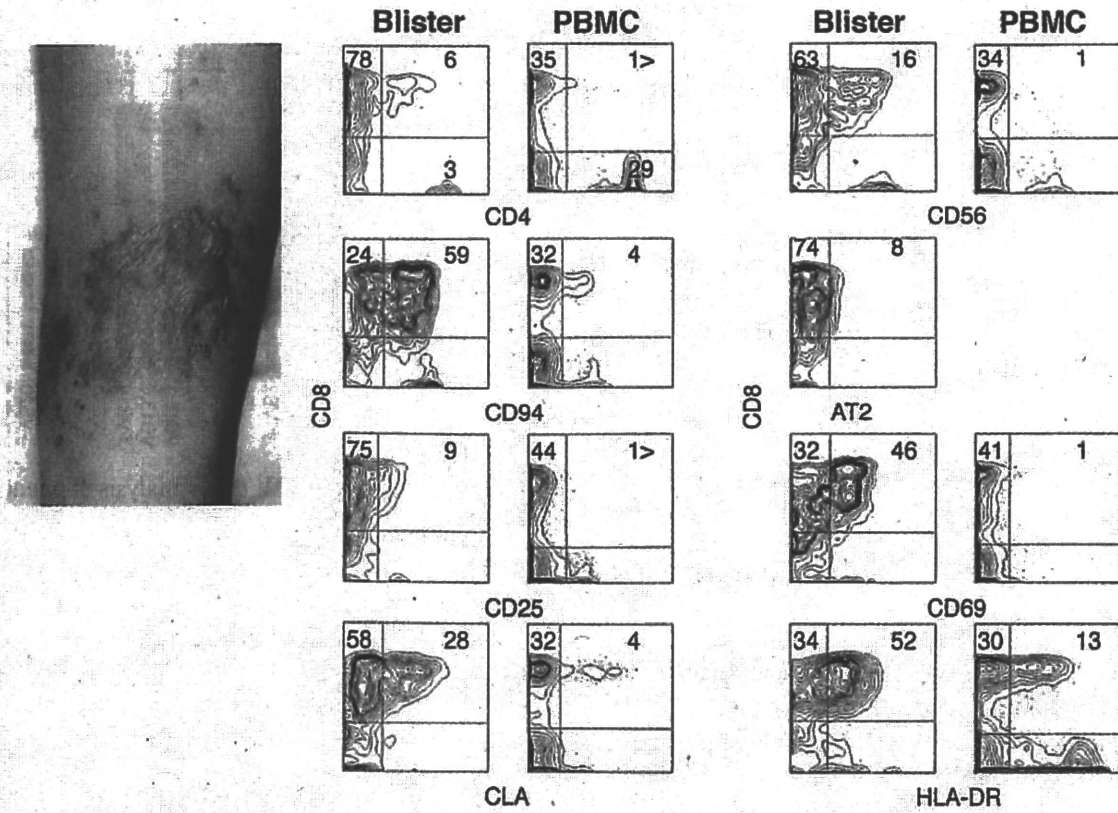 Blister PBMC Blister PBMC
78 6 35 1> 63 16 34 1
3 29
CD4 CD56
24 59 32 4 74 8
CD8 CD94 CD8 AT2
75 9 44 1> 32 46 41 1
CD25 CD69
58 28 32 4 34 52 30 13
CLA HLA-DR